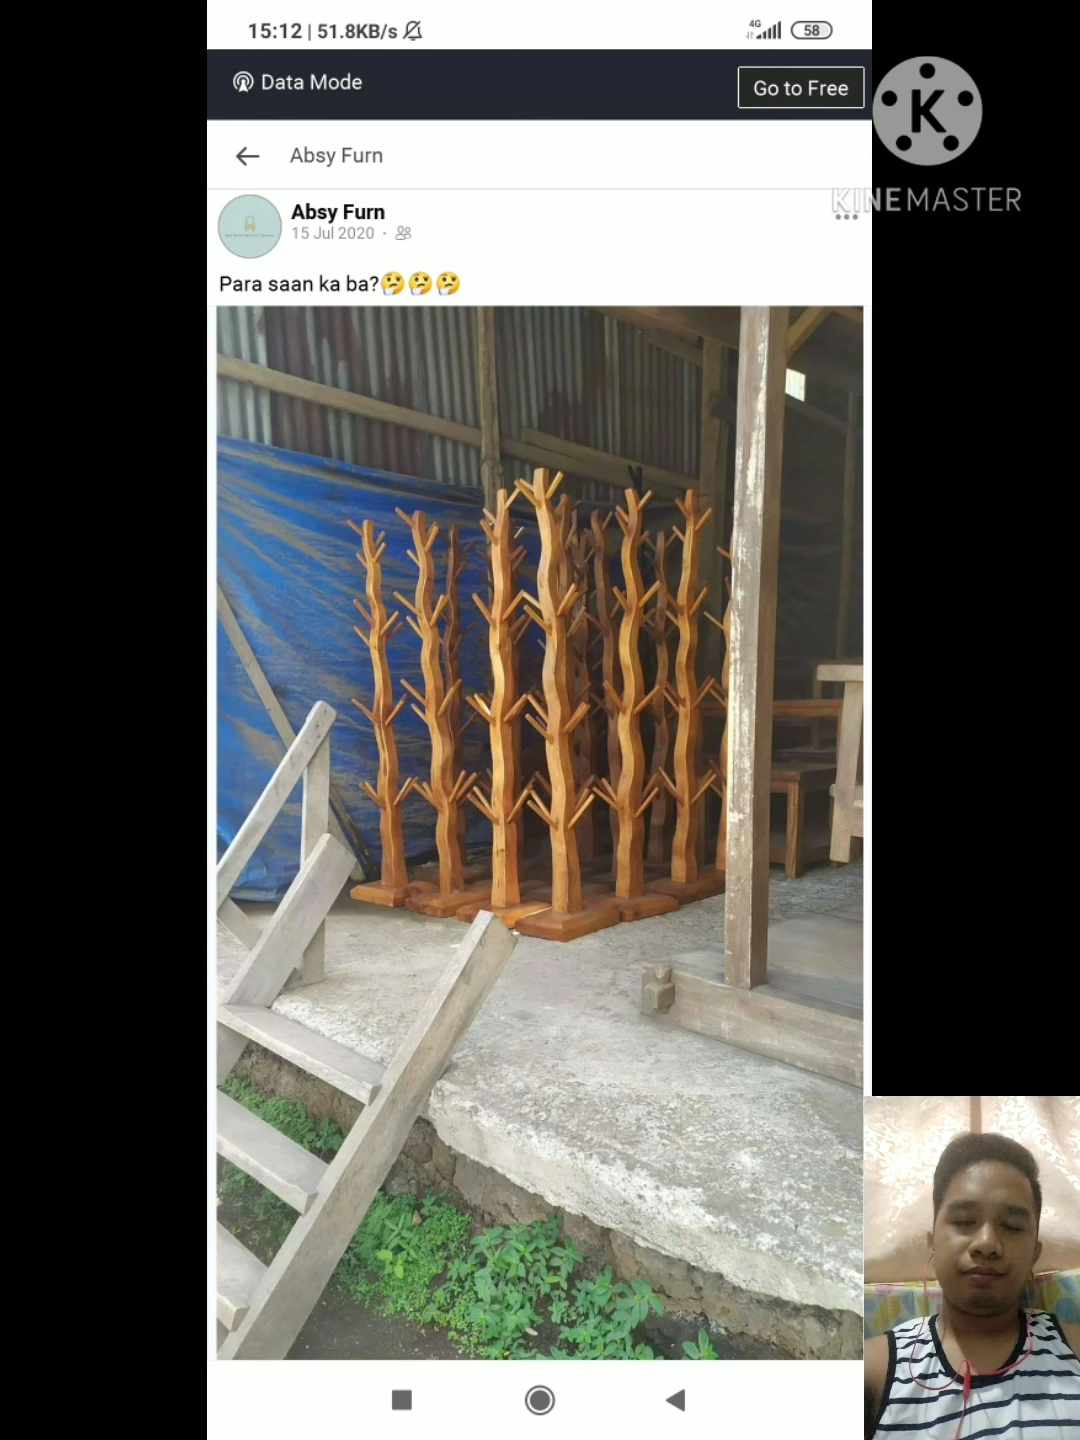 15:12 | 51.8KB/s
4G
58
Data Mode
Go to Free
Absy Furn
K
KINEMASTER
Absy Furn
15 Jul 2020 ·
Para saan ka ba?🤔🤔🤔